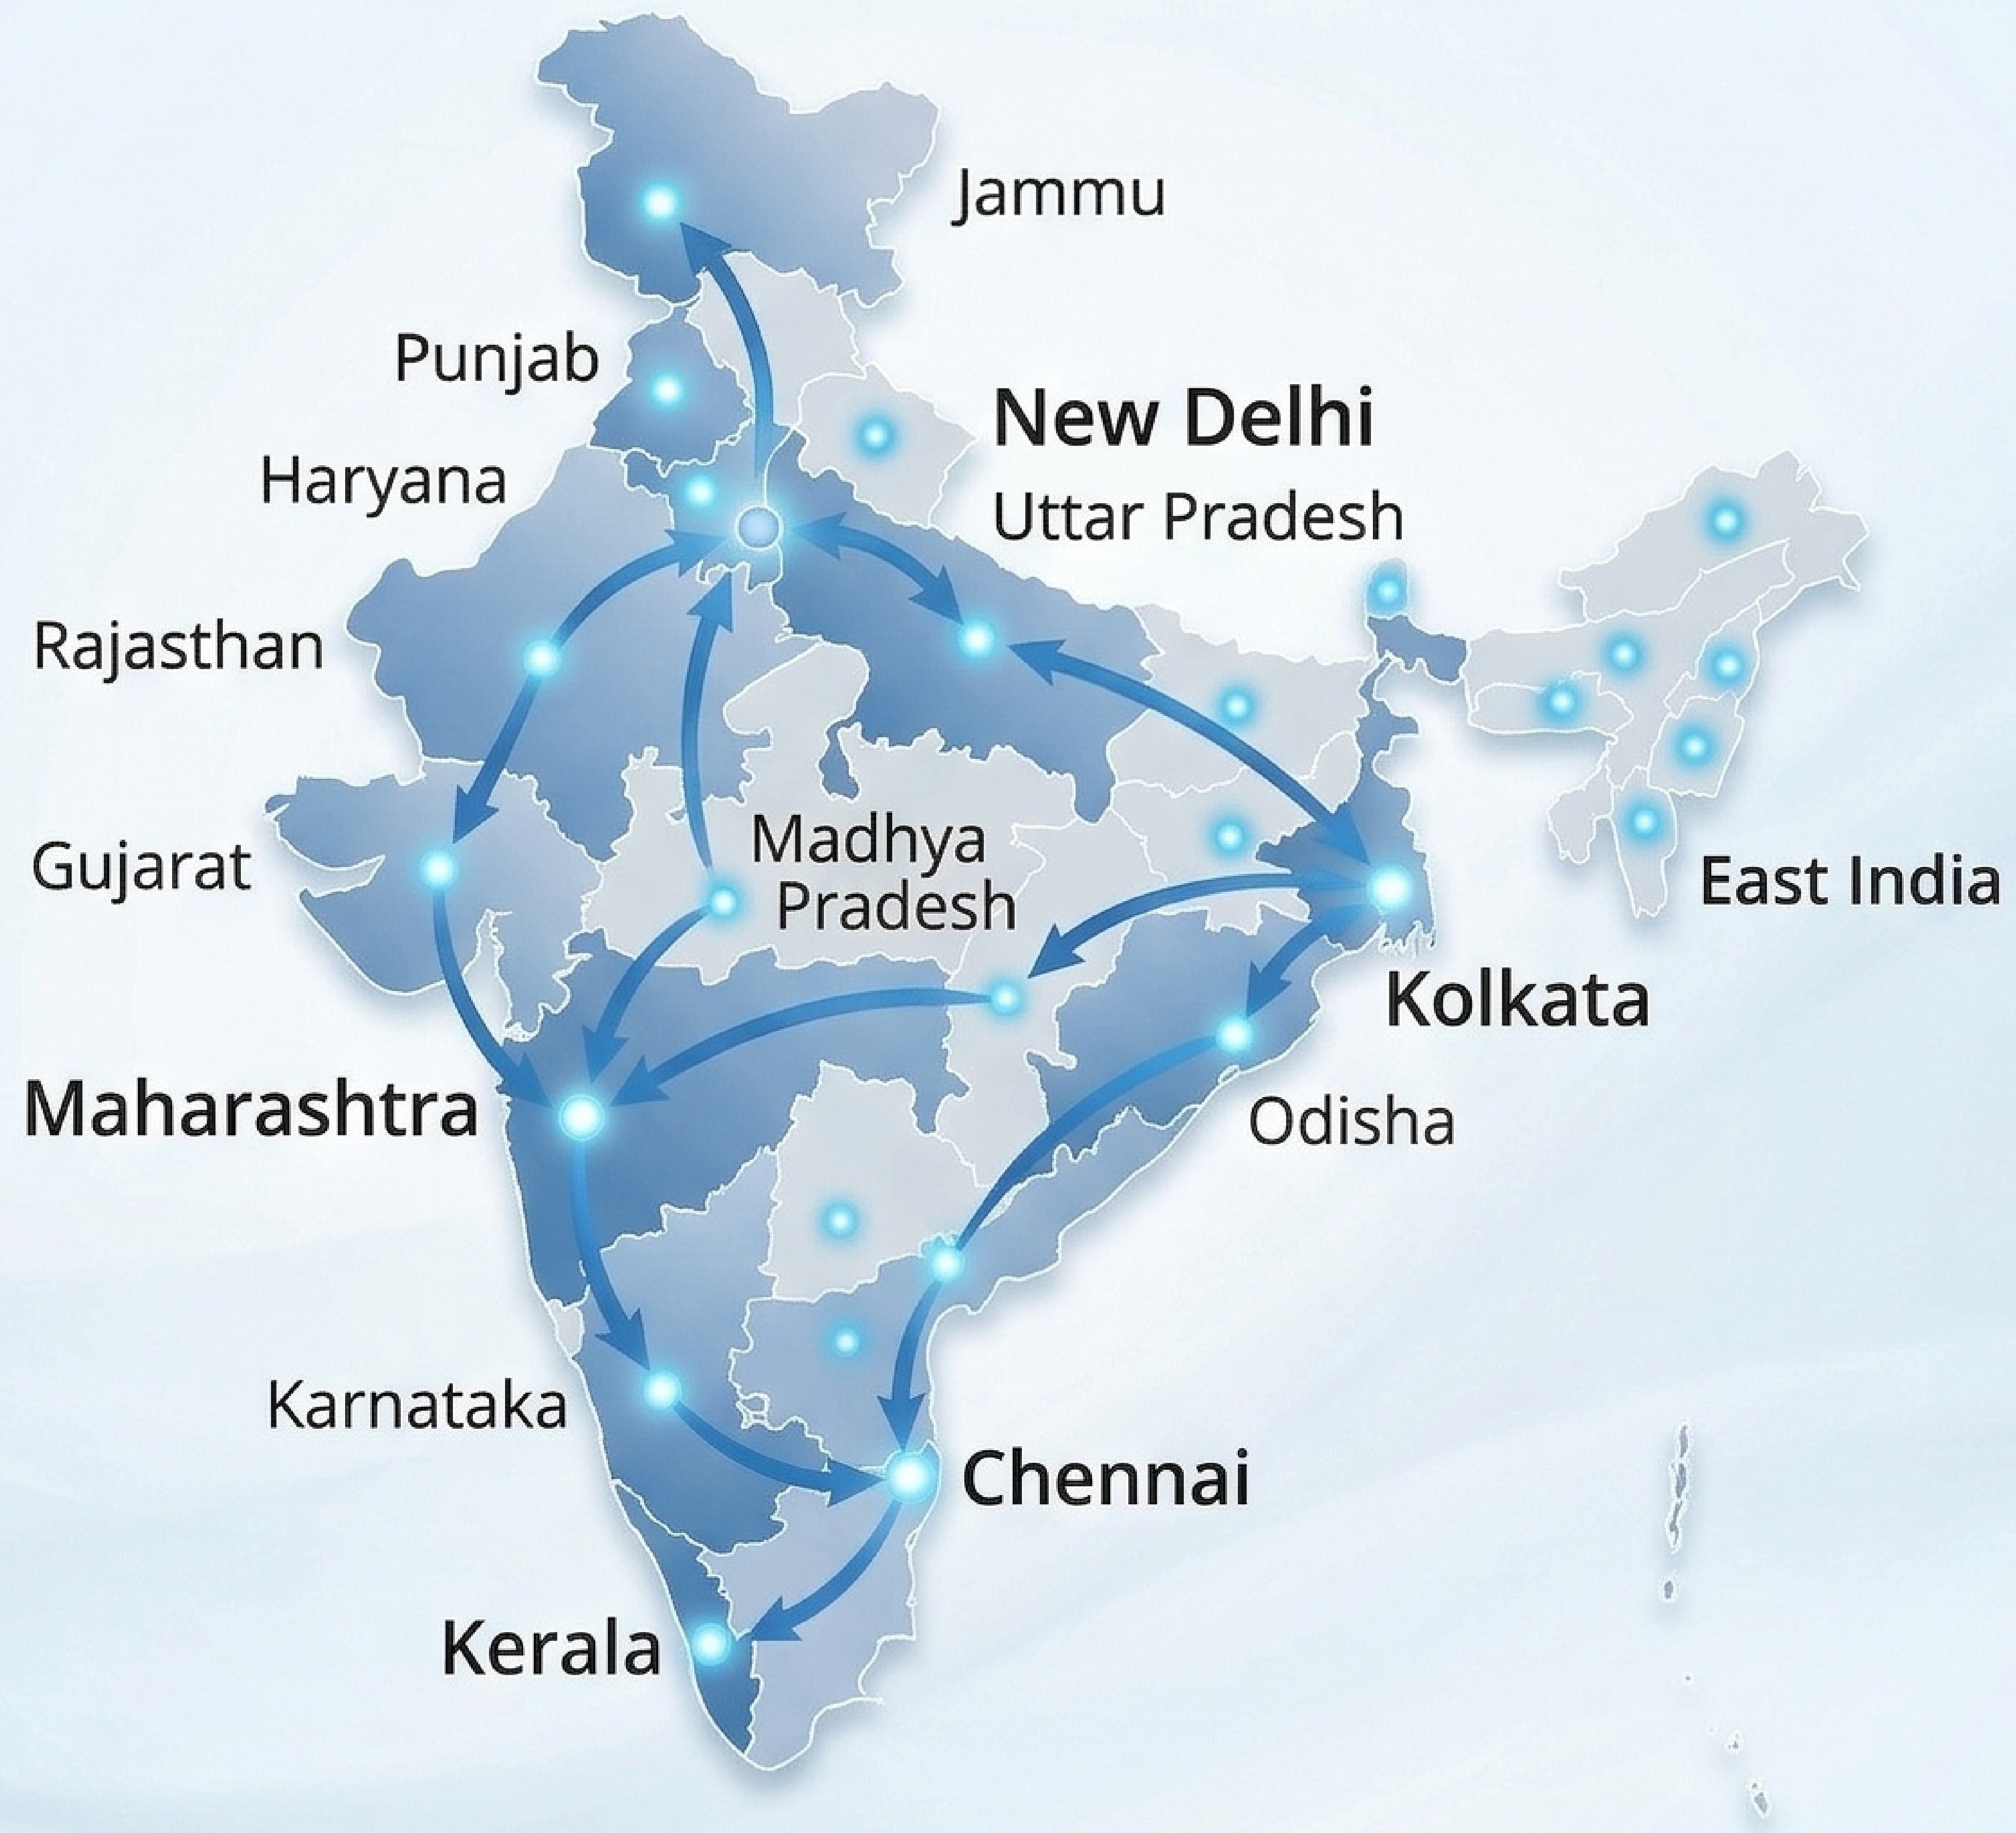 Jammu
Punjab
New Delhi
Haryana
Uttar Pradesh
Rajasthan
Madhya
Pradesh
Gujarat
East India
Kolkata
Maharashtra
Odisha
Karnataka
Chennai
Kerala